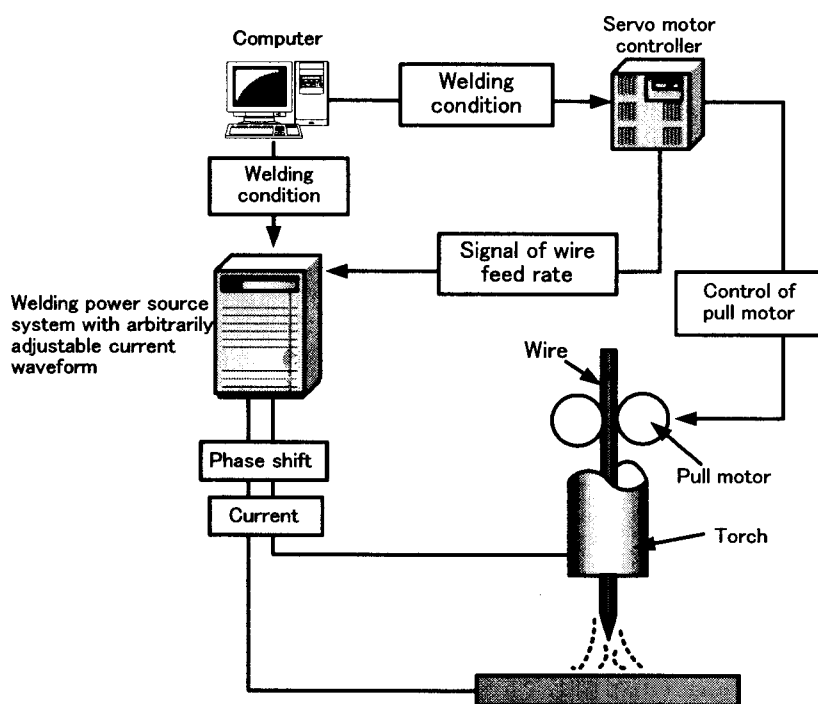 Computer
Servo motor
controller
Welding
condition
Welding
condition
Signal of wire
feed rate
Welding power source
system with arbitrarily
adjustable current
waveform
Control of
pull motor
Wire
Phase shift
Pull motor
Current
Torch